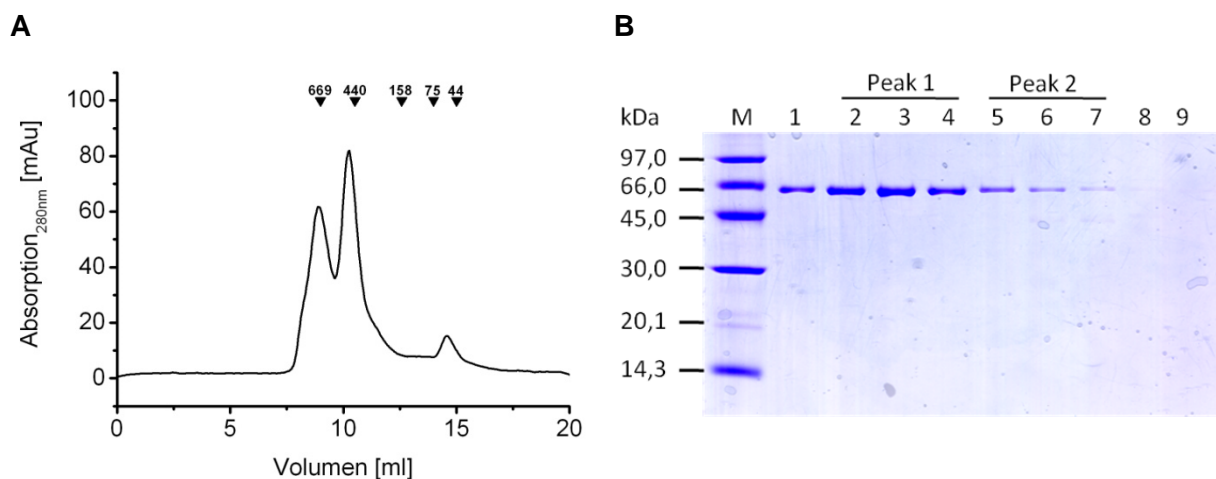 A
669 440 158 75 44
100
80
60
40
20
0
Absorption280nm [mAu]
0 5 10 15 20
Volumen [ml]
B
Peak 1 Peak 2
kDa M 1 2 3 4 5 6 7 8 9
97,0
66,0
45,0
30,0
20,1
14,3